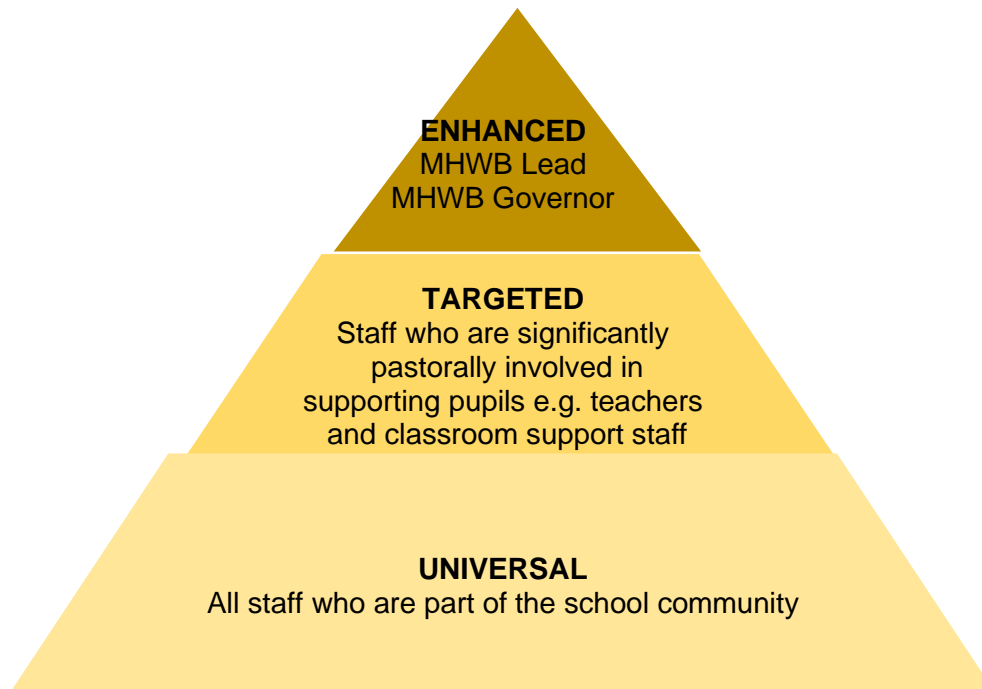 ENHANCED
MHWB Lead
MHWB Governor
TARGETED
Staff who are significantly
pastorally involved in
supporting pupils e.g. teachers
and classroom support staff
UNIVERSAL
All staff who are part of the school community